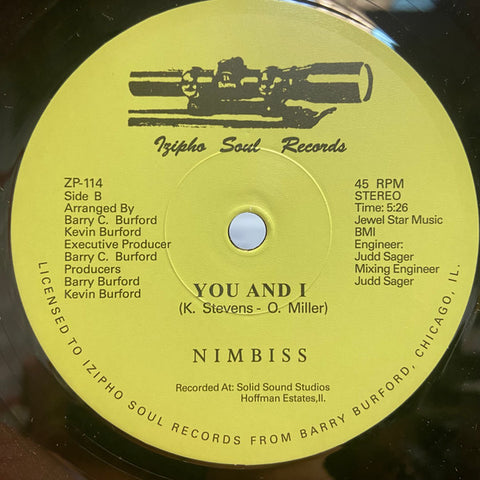 Izipho Soul Records
ZP-114
Side B
Arranged By
Barry C. Burford
Kevin Burford
Executive Producer
Barry C. Burford
Producers
Barry Burford
Kevin Burford
45 RPM
STEREO
Time: 5:26
Jewel Star Music
BMI
Engineer:
Judd Sager
Mixing Engineer
Judd Sager
YOU AND I
(K. Stevens - O. Miller)
NIMBISS
Recorded At: Solid Sound Studios
Hoffman Estates,Il.
LICENSED TO IZIPHO SOUL RECORDS FROM BARRY BURFORD, CHICAGO, IL.